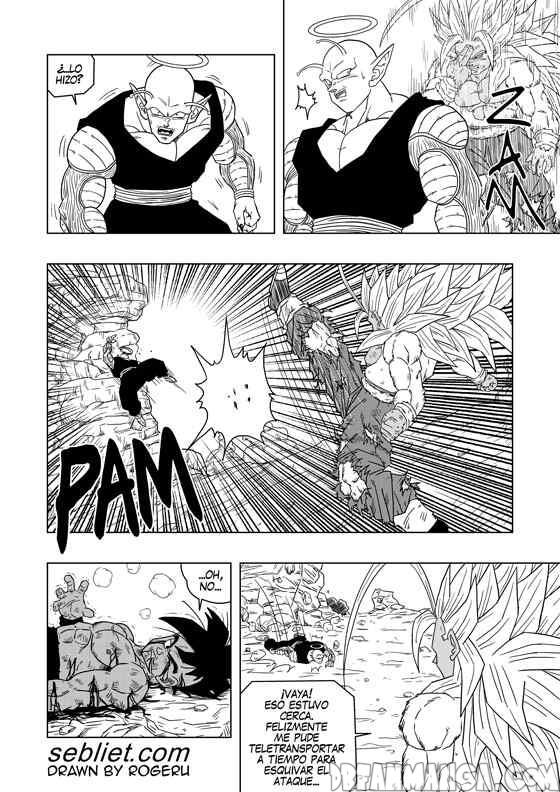 ¿...LO
HIZO?
ZAM
PAM
...OH,
NO...
¡VAYA!
ESO ESTUVO
CERCA.
FELIZMENTE
ME PUDE
TELETRANSPORTAR
A TIEMPO PARA
ESQUIVAR EL
ATAQUE...
sebliet.com
DRAWN BY ROGERU
DBFANMANGA.COM